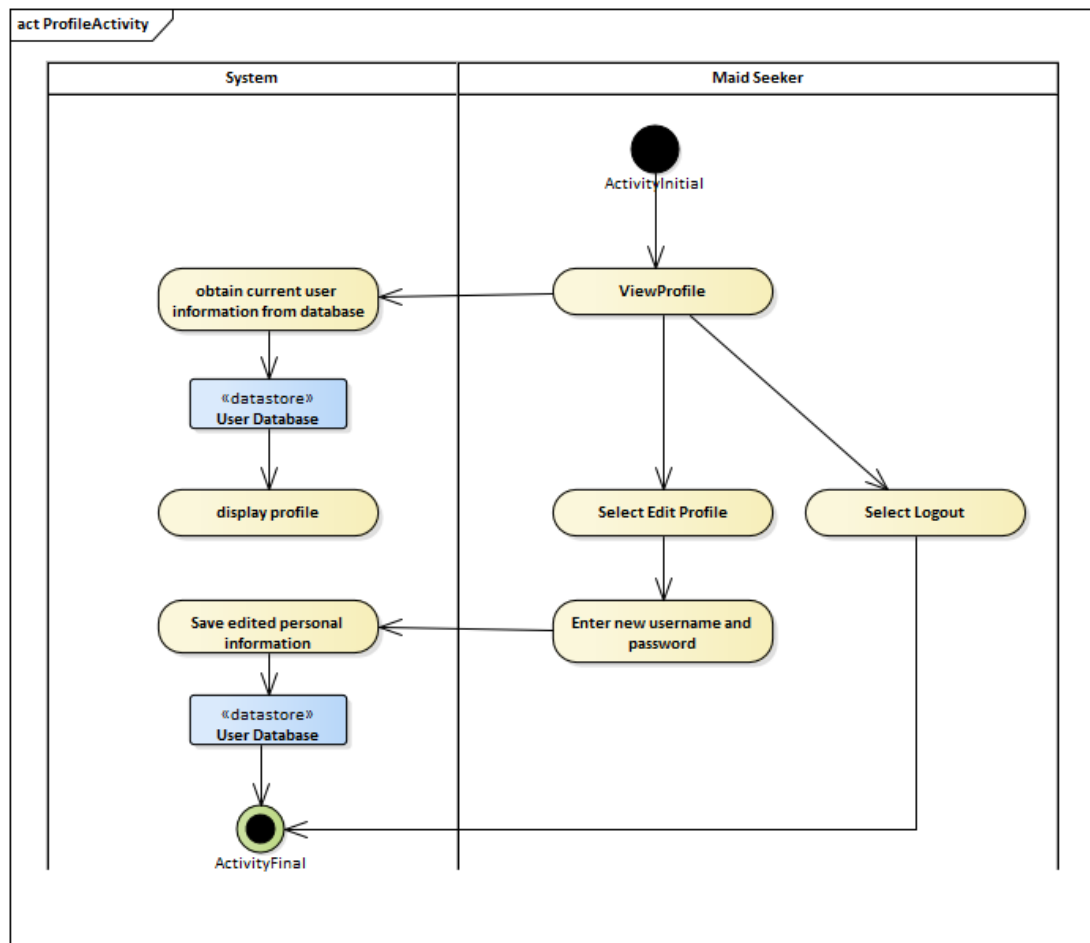 act ProfileActivity
System
Maid Seeker
ActivityInitial
obtain current user
information from database
ViewProfile
«datastore»
User Database
display profile
Select Edit Profile
Select Logout
Save edited personal
information
Enter new username and
password
«datastore»
User Database
ActivityFinal